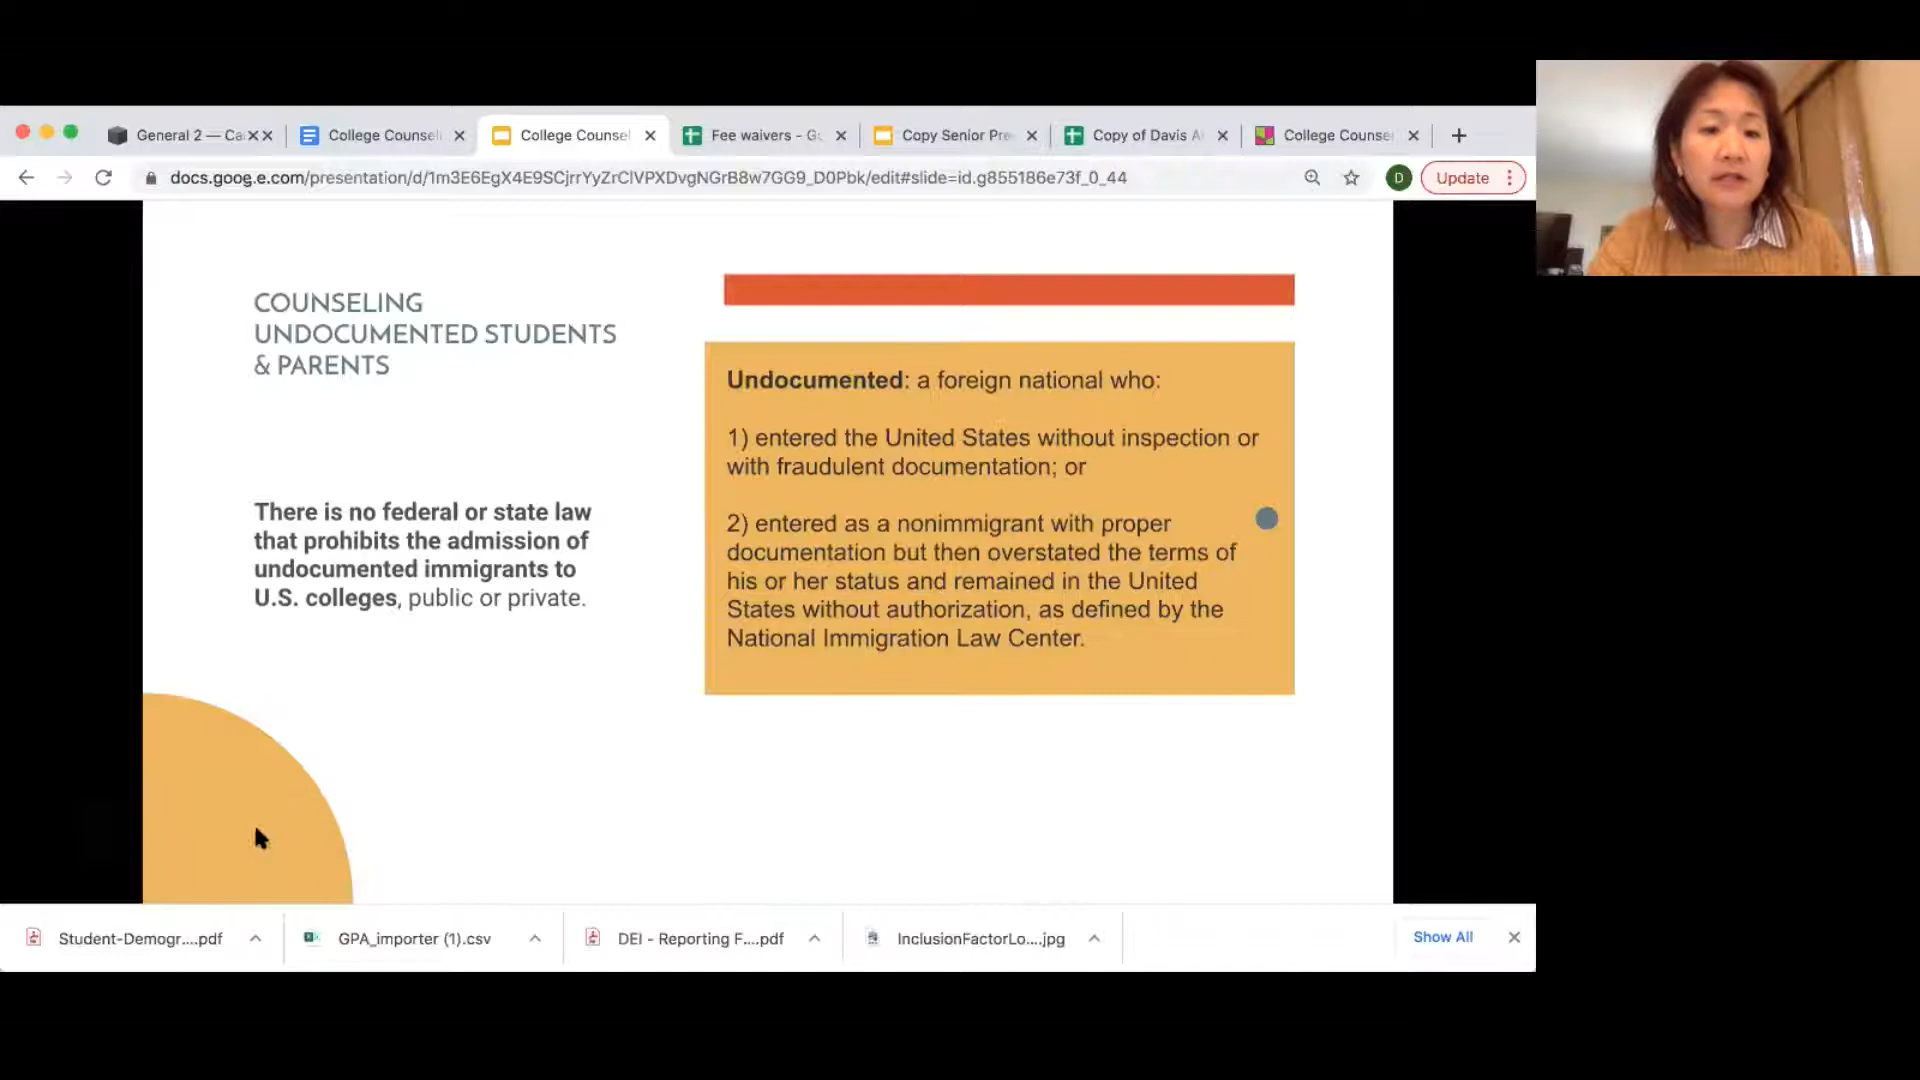 General 2 — Ca
College Counsel
College Counsel
Fee waivers - G
Copy Senior Pre
Copy of Davis A
College Counse
docs.goog.e.com/presentation/d/1m3E6EgX4E9SCjrrYyZrClVPXDvgNGrB8w7GG9_D0Pbk/edit#slide=id.g855186e73f_0_44
D
Update
COUNSELING
UNDOCUMENTED STUDENTS
& PARENTS
There is no federal or state law
that prohibits the admission of
undocumented immigrants to
U.S. colleges, public or private.
Undocumented: a foreign national who:
1) entered the United States without inspection or
with fraudulent documentation; or
2) entered as a nonimmigrant with proper
documentation but then overstated the terms of
his or her status and remained in the United
States without authorization, as defined by the
National Immigration Law Center.
Student-Demogr....pdf
GPA_importer (1).csv
DEI - Reporting F....pdf
InclusionFactorLo....jpg
Show All